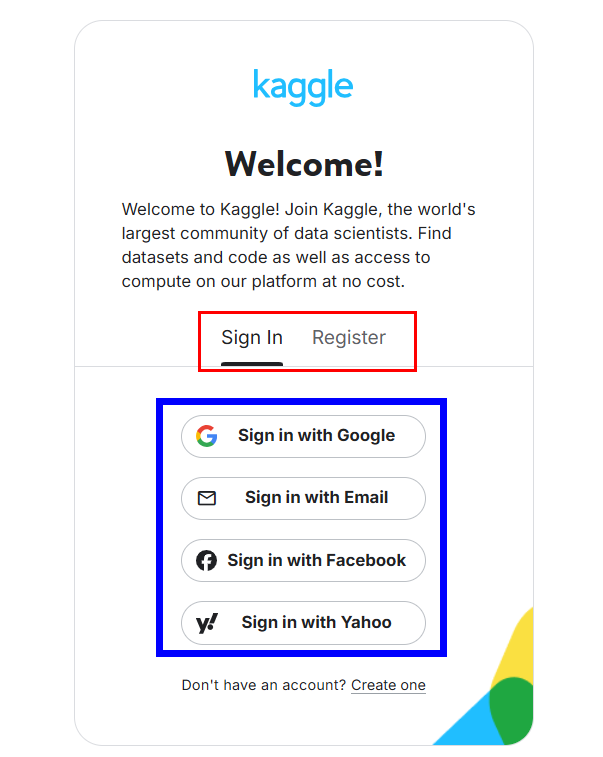 kaggle
Welcome!
Welcome to Kaggle! Join Kaggle, the world's
largest community of data scientists. Find
datasets and code as well as access to
compute on our platform at no cost.
Sign In Register
Sign in with Google
Sign in with Email
Sign in with Facebook
Sign in with Yahoo
Don't have an account? Create one